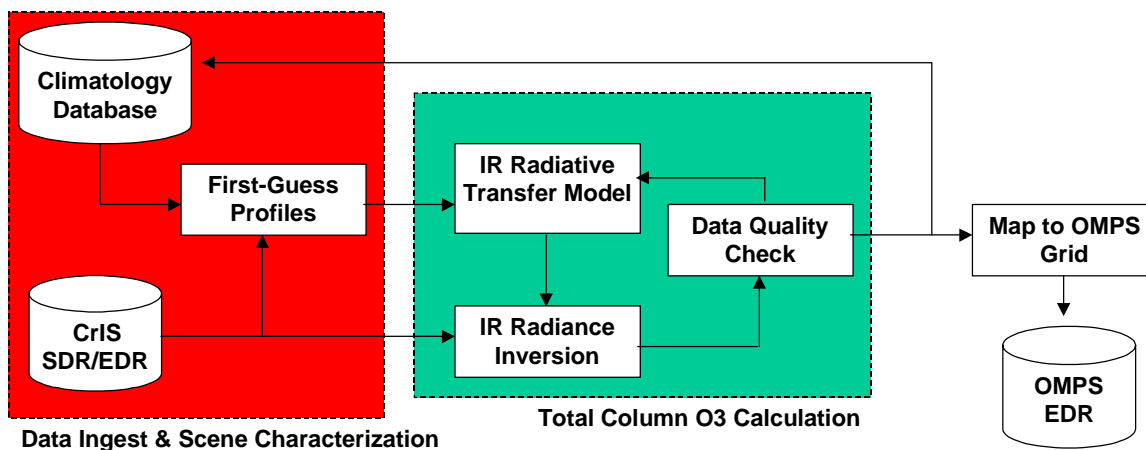 Climatology
Database
First-Guess
Profiles
CrIS
SDR/EDR
Data Ingest & Scene Characterization
IR Radiative
Transfer Model
Data Quality
Check
IR Radiance
Inversion
Total Column O3 Calculation
Map to OMPS
Grid
OMPS
EDR